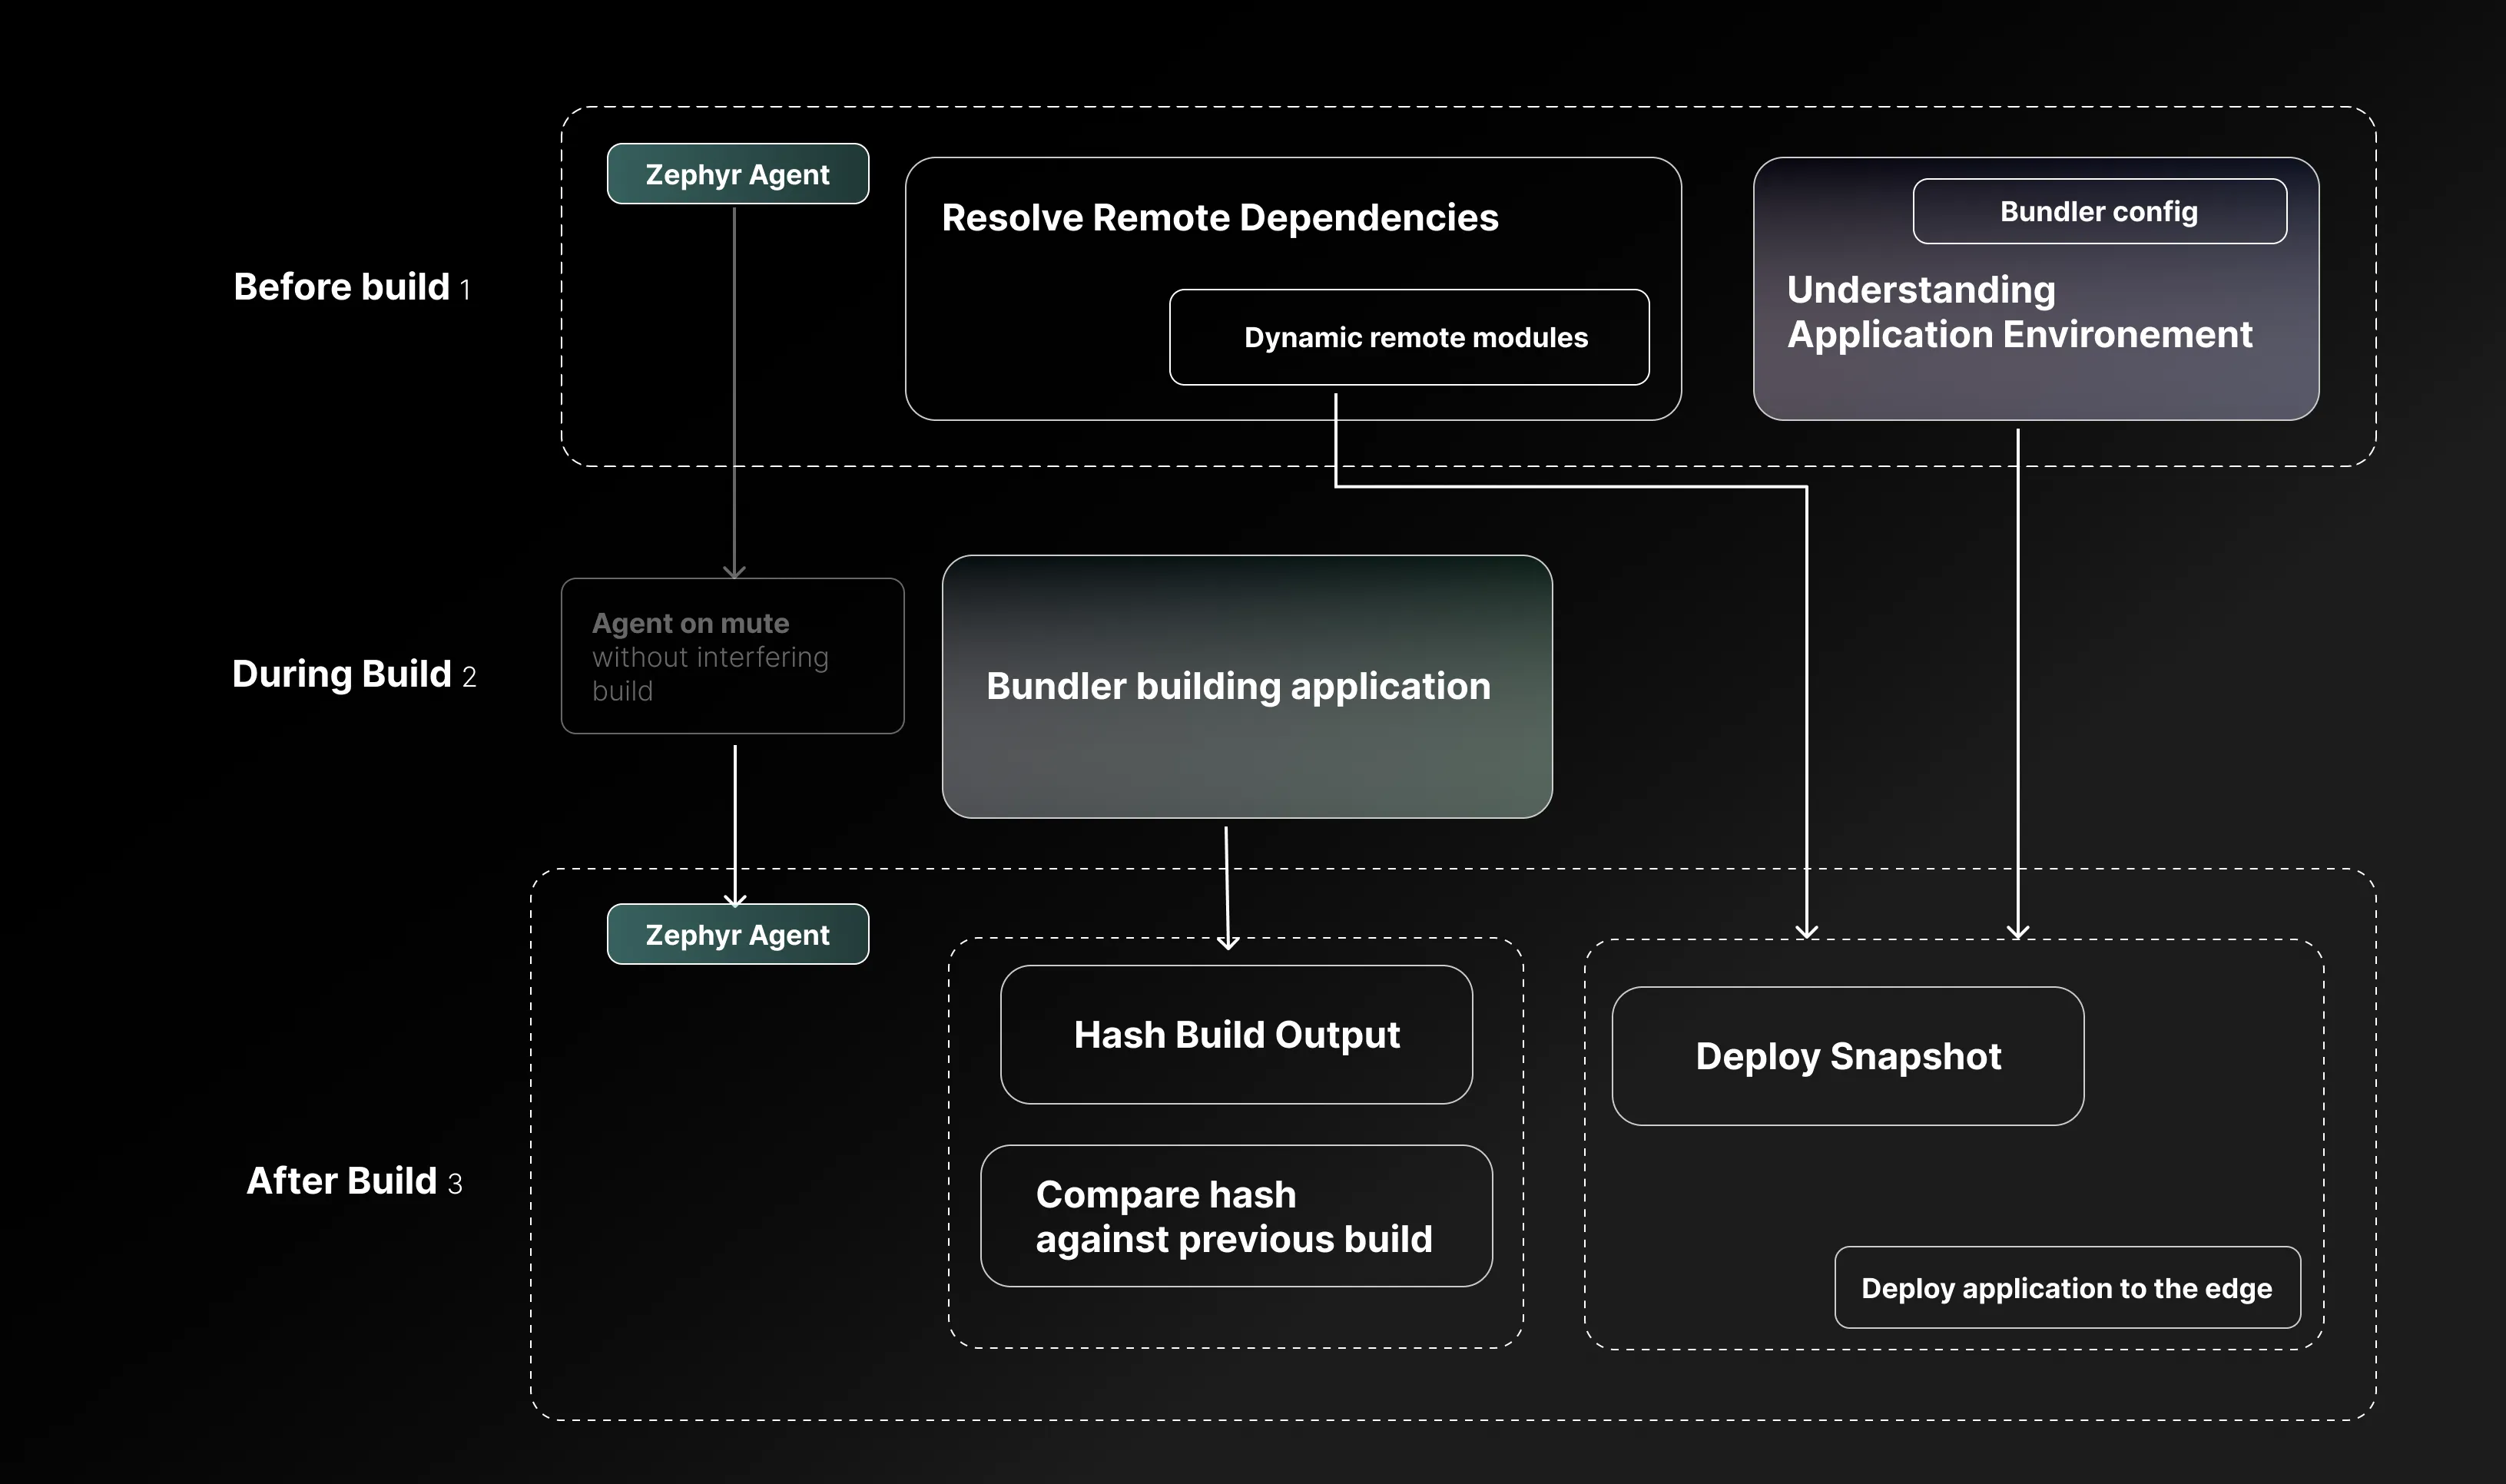 Zephyr Agent
Resolve Remote Dependencies
Dynamic remote modules
Bundler config
Understanding
Application Environement
Before build 1
Agent on mute
without interfering
build
Bundler building application
During Build 2
Zephyr Agent
Hash Build Output
Compare hash
against previous build
Deploy Snapshot
Deploy application to the edge
After Build 3